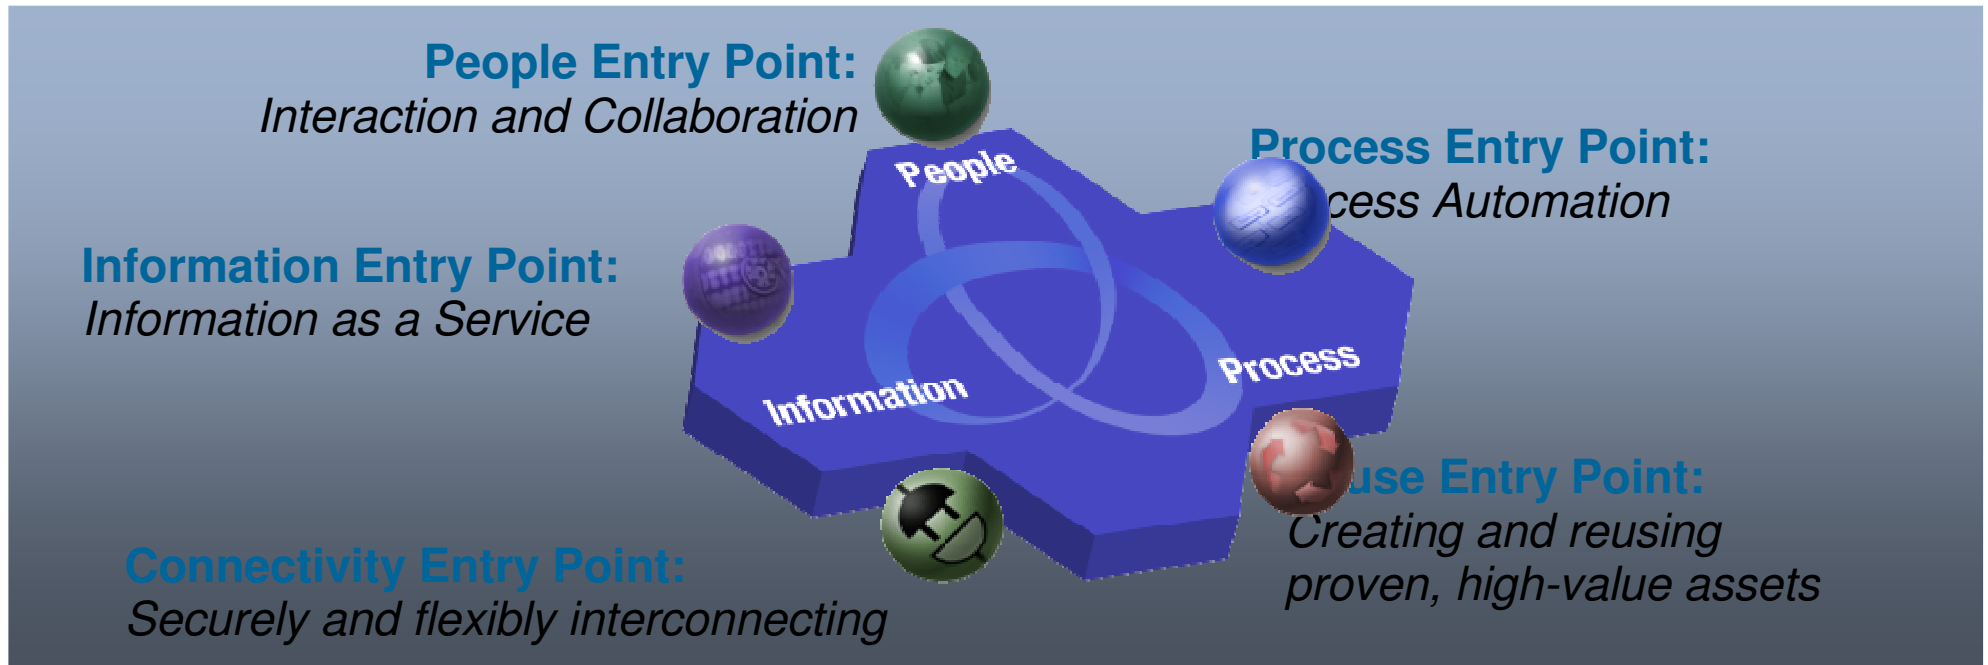 People Entry Point:
Interaction and Collaboration
Process Entry Point:
cess Automation
Information Entry Point:
Information as a Service
use Entry Point:
Creating and reusing
proven, high-value assets
Connectivity Entry Point:
Securely and flexibly interconnecting
People
Process
Information